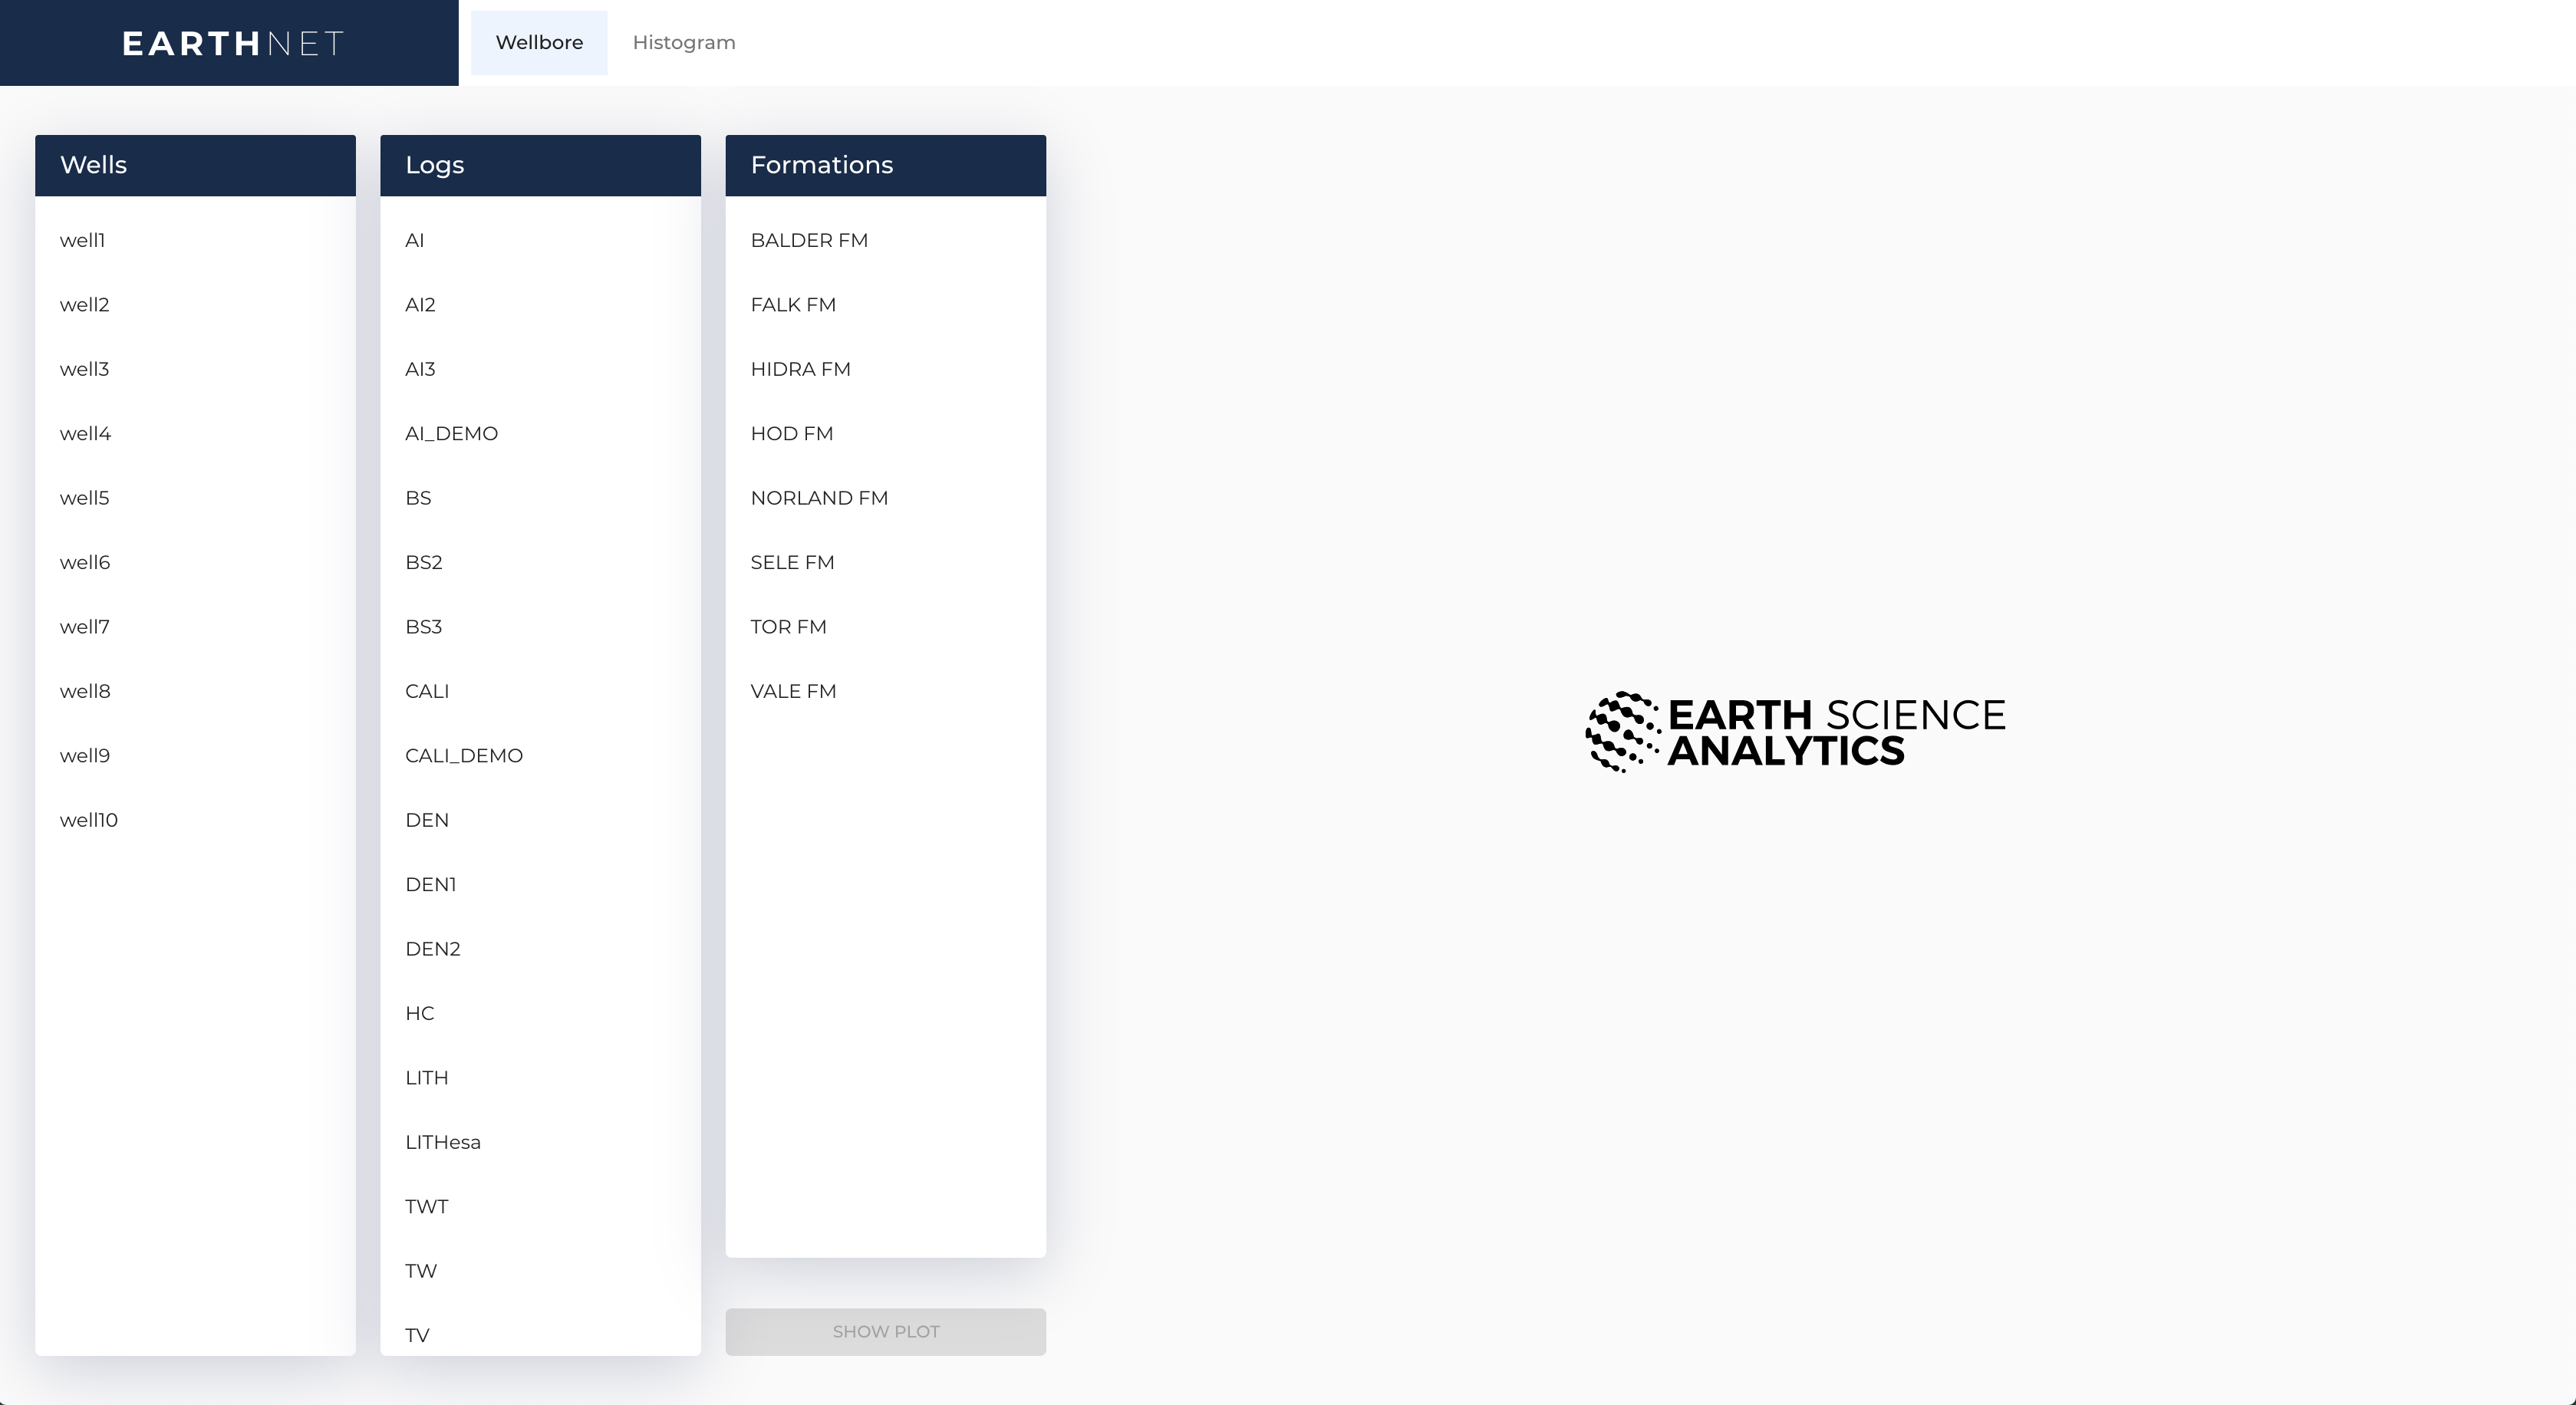 EARTHNET
Wellbore
Histogram
Wells
well1
well2
well3
well4
well5
well6
well7
well8
well9
well10
Logs
AI
AI2
AI3
AI_DEMO
BS
BS2
BS3
CALI
CALI_DEMO
DEN
DEN1
DEN2
HC
LITH
LITHesa
TWT
TW
TV
Formations
BALDER FM
FALK FM
HIDRA FM
HOD FM
NORLAND FM
SELE FM
TOR FM
VALE FM
SHOW PLOT
EARTH SCIENCE
ANALYTICS